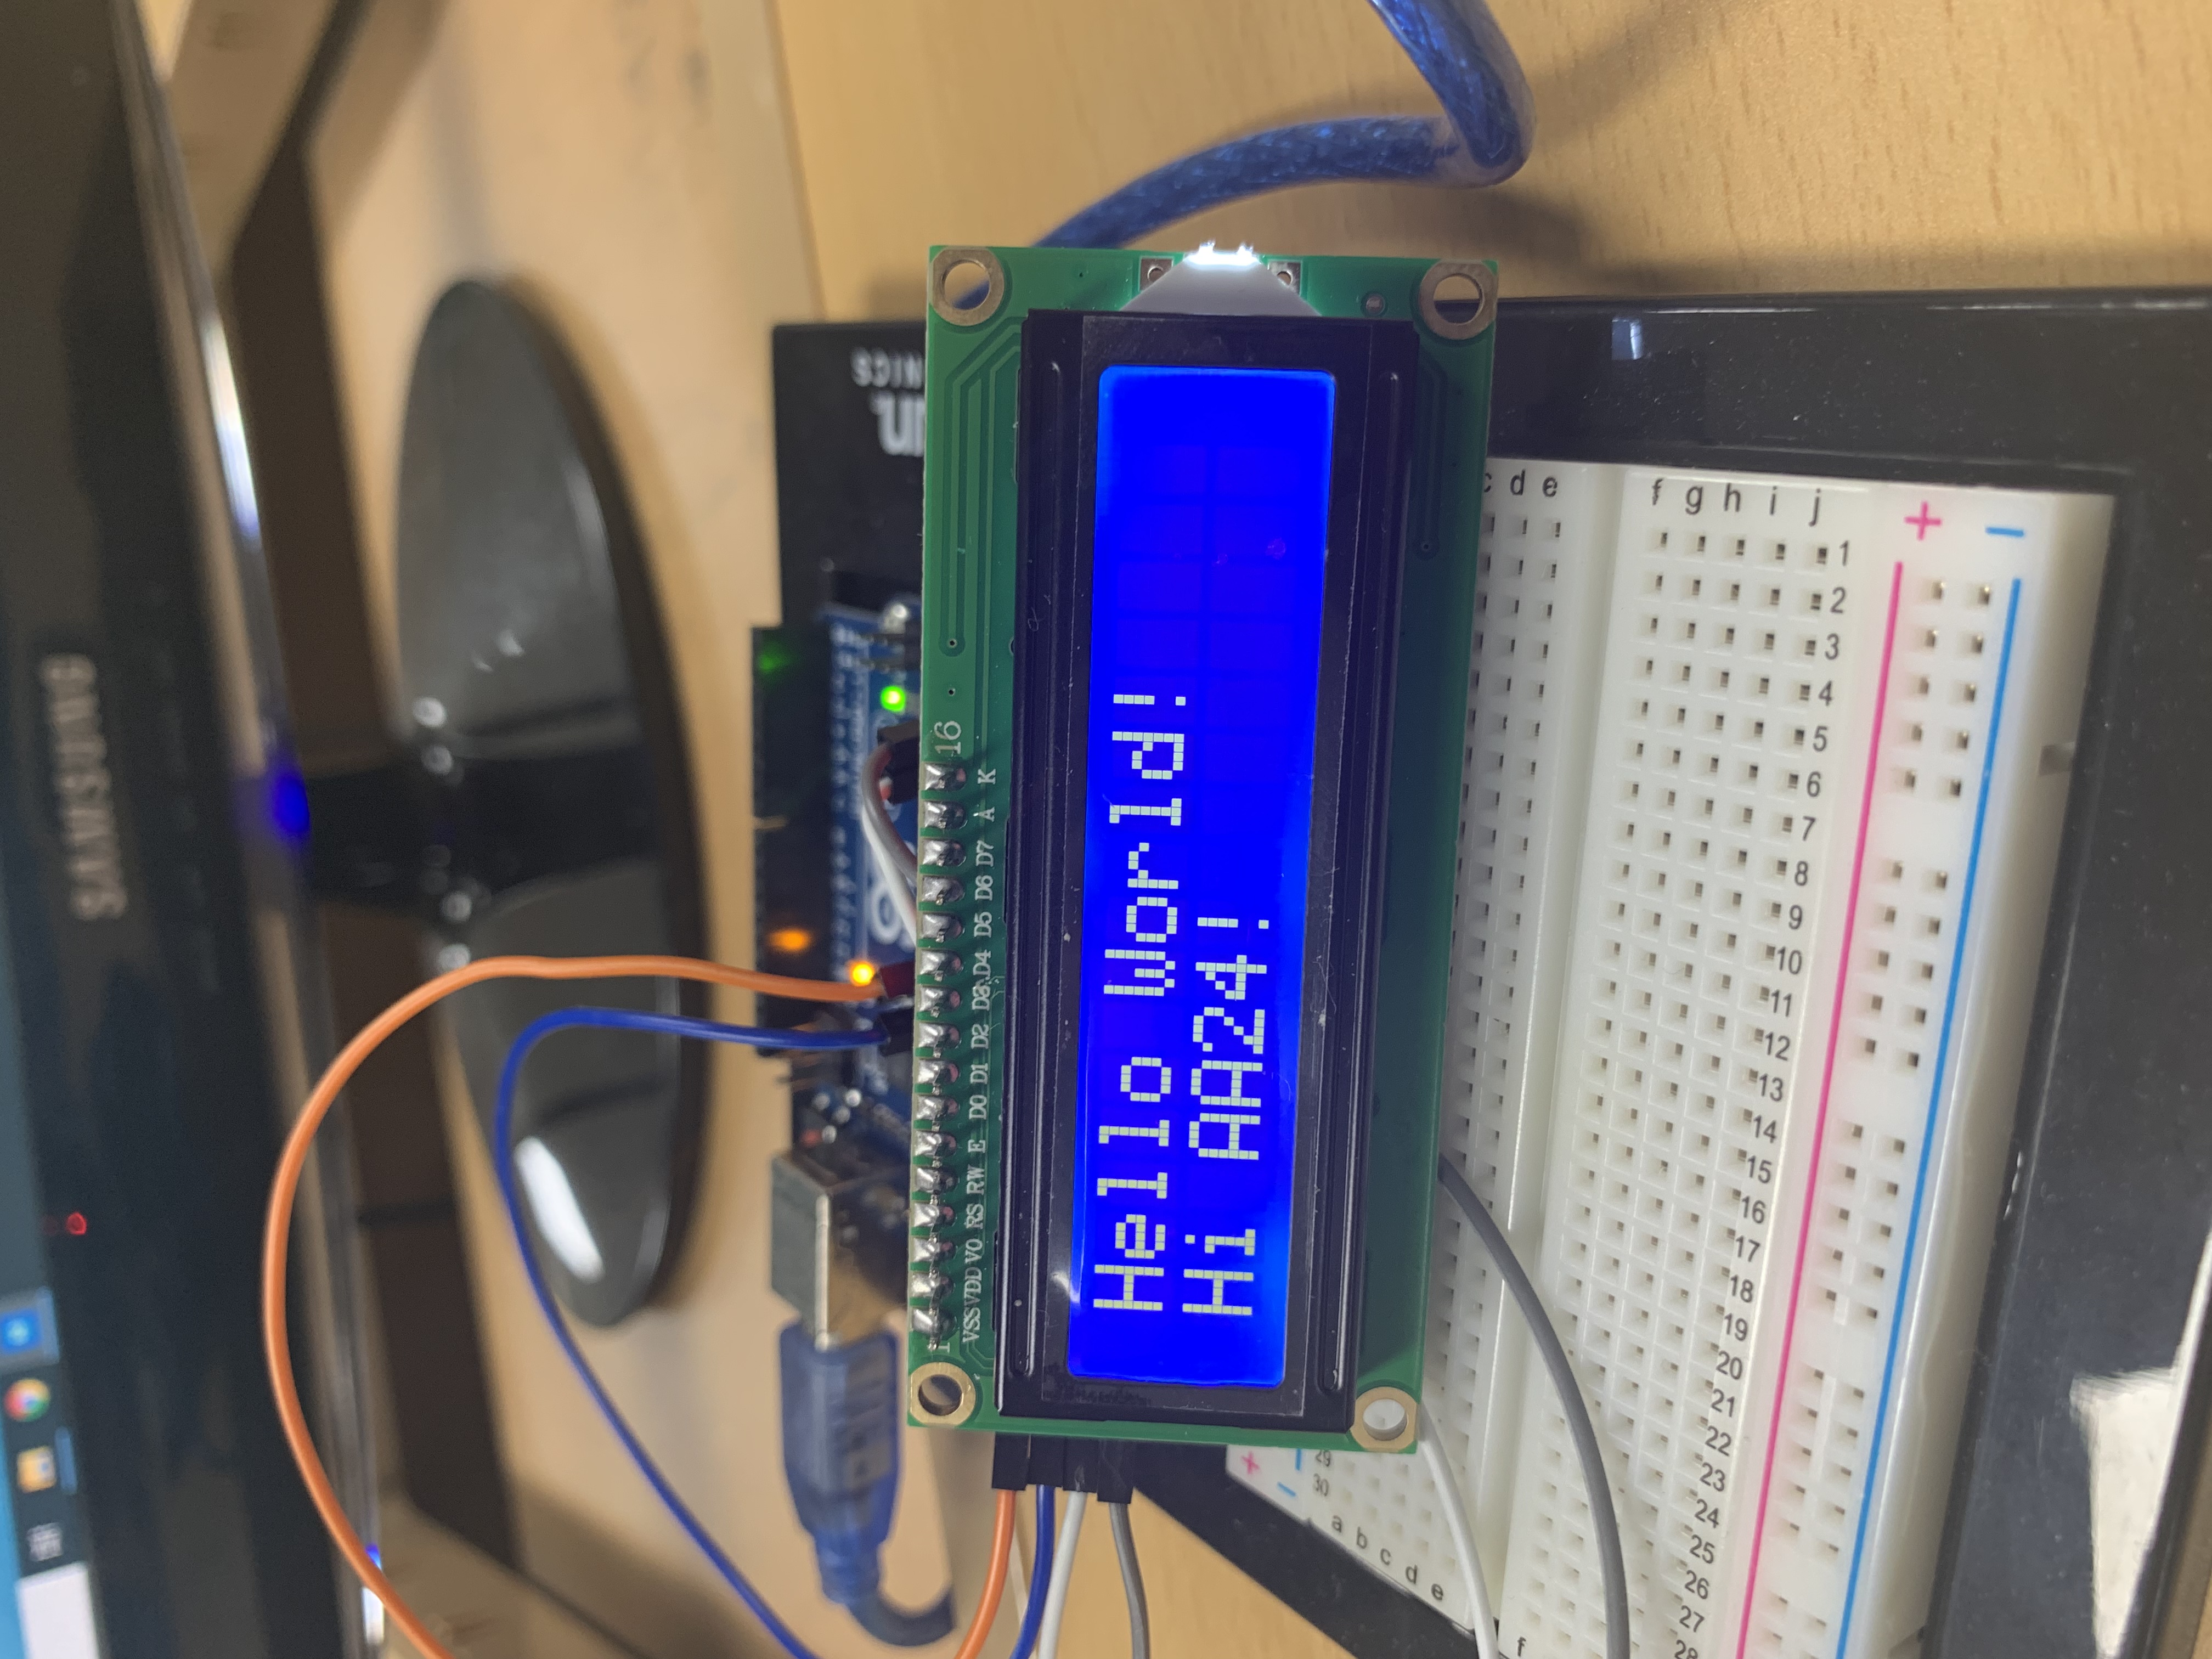 SAMSUNG
16
VSS VDD V0 RS RW E D0 D1 D2 D3 D4 D5 D6 D7 A K
Hello World!
Hi AA24!
+
−
30 29
a
b
c
d
e
c
d
e
f
f
g
h
i
j
28 27 26 25 24 23 22 21 20 19 18 17 16 15 14 13 12 11 10 9 8 7 6 5 4 3 2 1
+
−